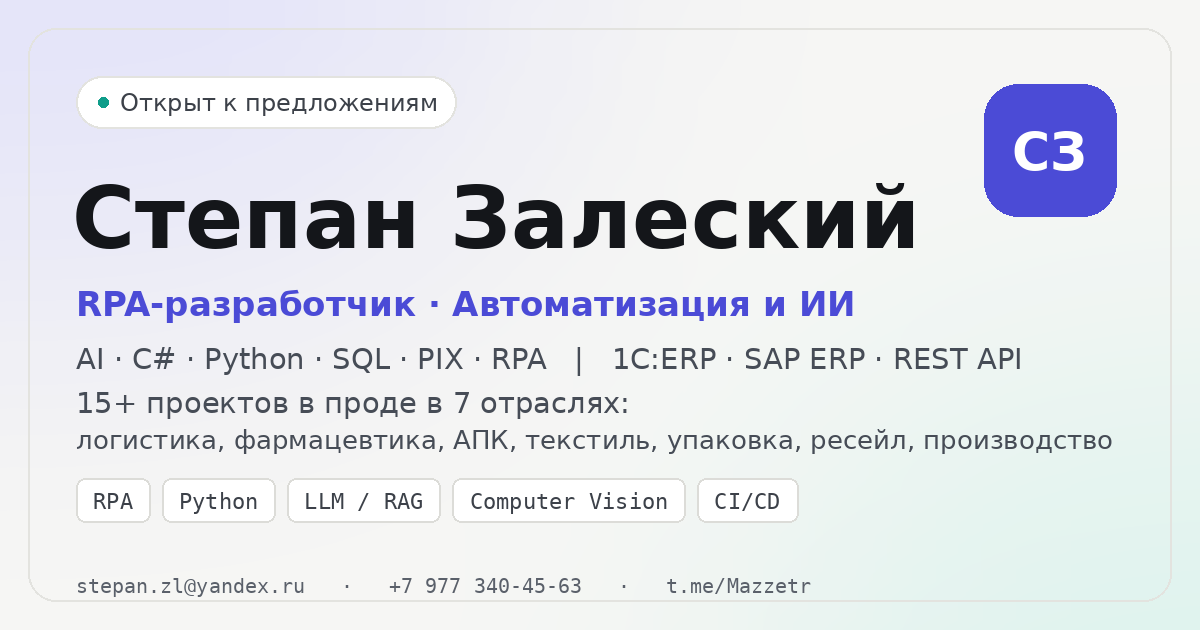 Открыт к предложениям
СЗ
Степан Залеский
RPA-разработчик · Автоматизация и ИИ
AI · C# · Python · SQL · PIX · RPA | 1С:ERP · SAP ERP · REST API
15+ проектов в проде в 7 отраслях:
логистика, фармацевтика, АПК, текстиль, упаковка, ресейл, производство
RPA Python LLM / RAG Computer Vision CI/CD
stepan.zl@yandex.ru · +7 977 340-45-63 · t.me/Mazzetr